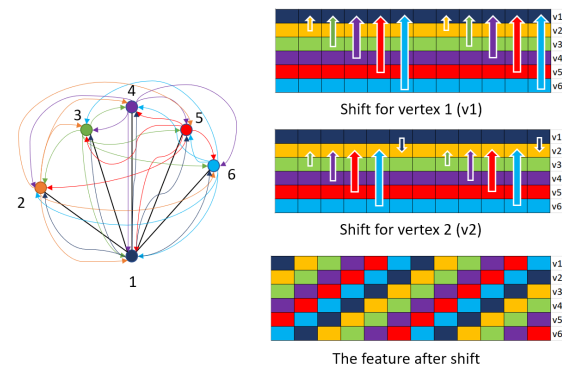 4
3
5
6
2
1
v1
v2
v3
v4
v5
v6
Shift for vertex 1 (v1)
v1
v2
v3
v4
v5
v6
Shift for vertex 2 (v2)
v1
v2
v3
v4
v5
v6
The feature after shift